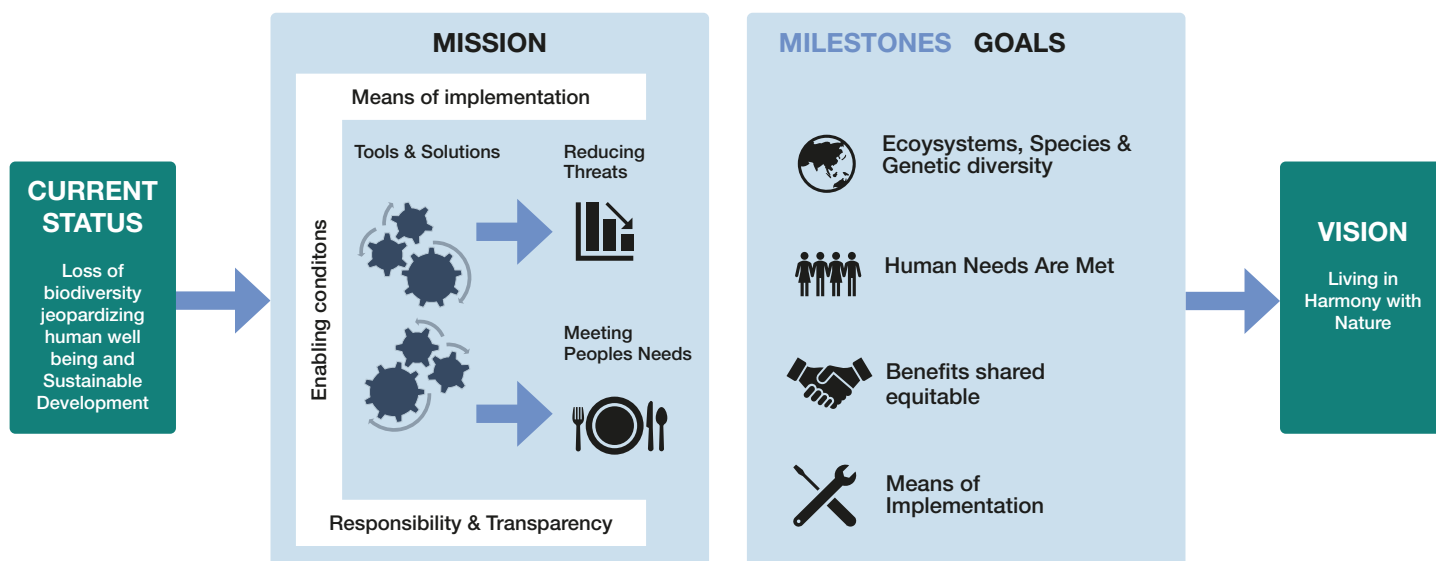 CURRENT
STATUS
Loss of
biodiversity
jeopardizing
human well
being and
Sustainable
Development
MISSION
Means of implementation
Enabling conditons
Tools & Solutions
Reducing
Threats
Meeting
Peoples Needs
Responsibility & Transparency
MILESTONES GOALS
Ecoysystems, Species &
Genetic diversity
Human Needs Are Met
Benefits shared
equitable
Means of
Implementation
VISION
Living in
Harmony with
Nature